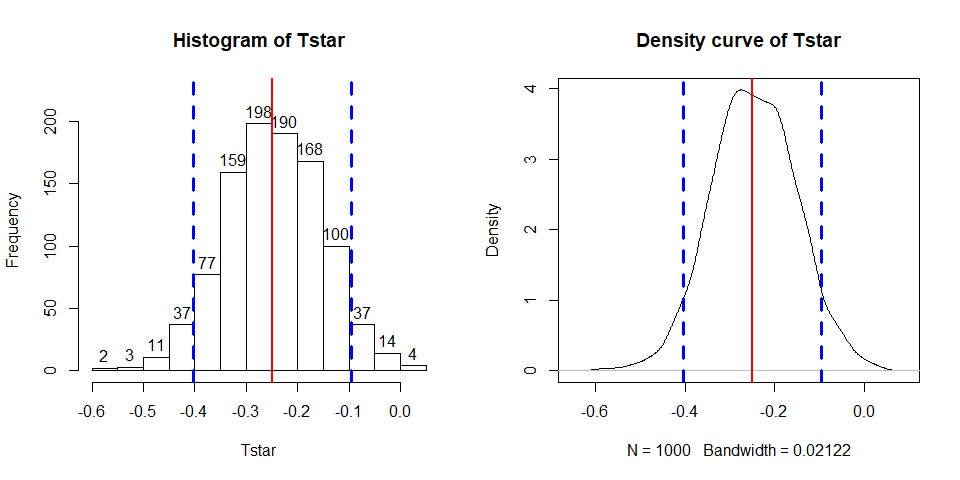 Histogram of Tstar
Frequency
200
150
100
50
0
2 3 11 37 77 159 198 190 168 100 37 14 4
-0.6 -0.5 -0.4 -0.3 -0.2 -0.1 0.0
Tstar
Density curve of Tstar
Density
4
3
2
1
0
-0.6 -0.4 -0.2 0.0
N = 1000 Bandwidth = 0.02122